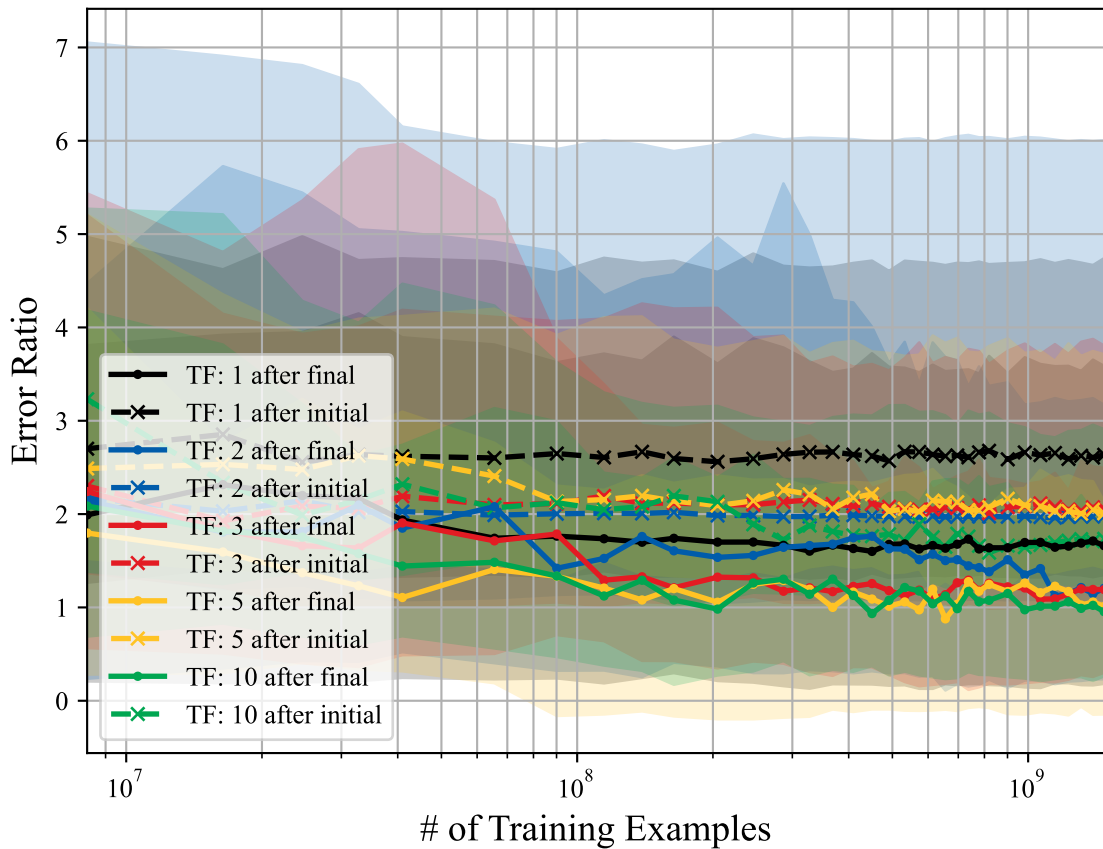 7
6
5
4
3
2
1
0
Error Ratio
TF: 1 after final
TF: 1 after initial
TF: 2 after final
TF: 2 after initial
TF: 3 after final
TF: 3 after initial
TF: 5 after final
TF: 5 after initial
TF: 10 after final
TF: 10 after initial
10^7
10^8
10^9
# of Training Examples